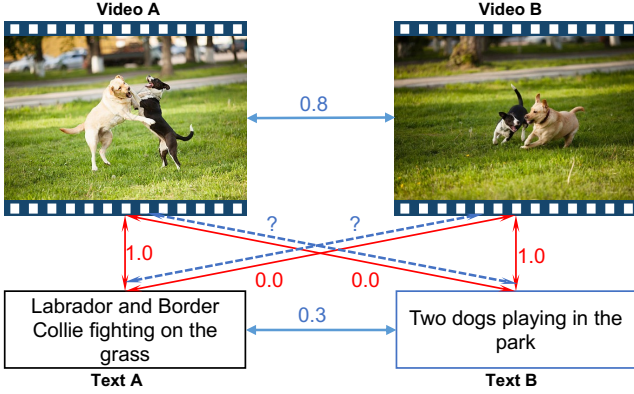 Video A
Video B
0.8
?
?
1.0
0.0
0.0
1.0
Labrador and Border
Collie fighting on the
grass
0.3
Two dogs playing in the
park
Text A
Text B